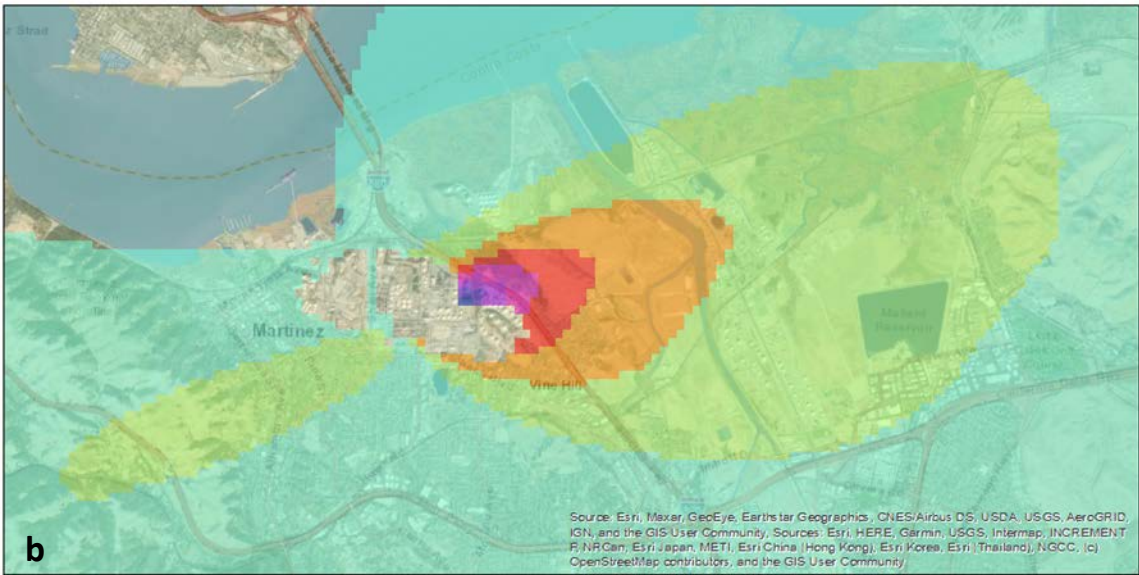 z Strait
Martinez
Vine Hill
Reservoir
Source: Esri, Maxar, GeoEye, Earthstar Geographics, CNES/Airbus DS, USDA, USGS, AeroGRID,
IGN, and the GIS User Community, Sources: Esri, HERE, Garmin, USGS, Intermap, INCREMENT
P, NRCan, Esri Japan, METI, Esri China (Hong Kong), Esri Korea, Esri (Thailand), NGCC, (c)
OpenStreetMap contributors, and the GIS User Community
b